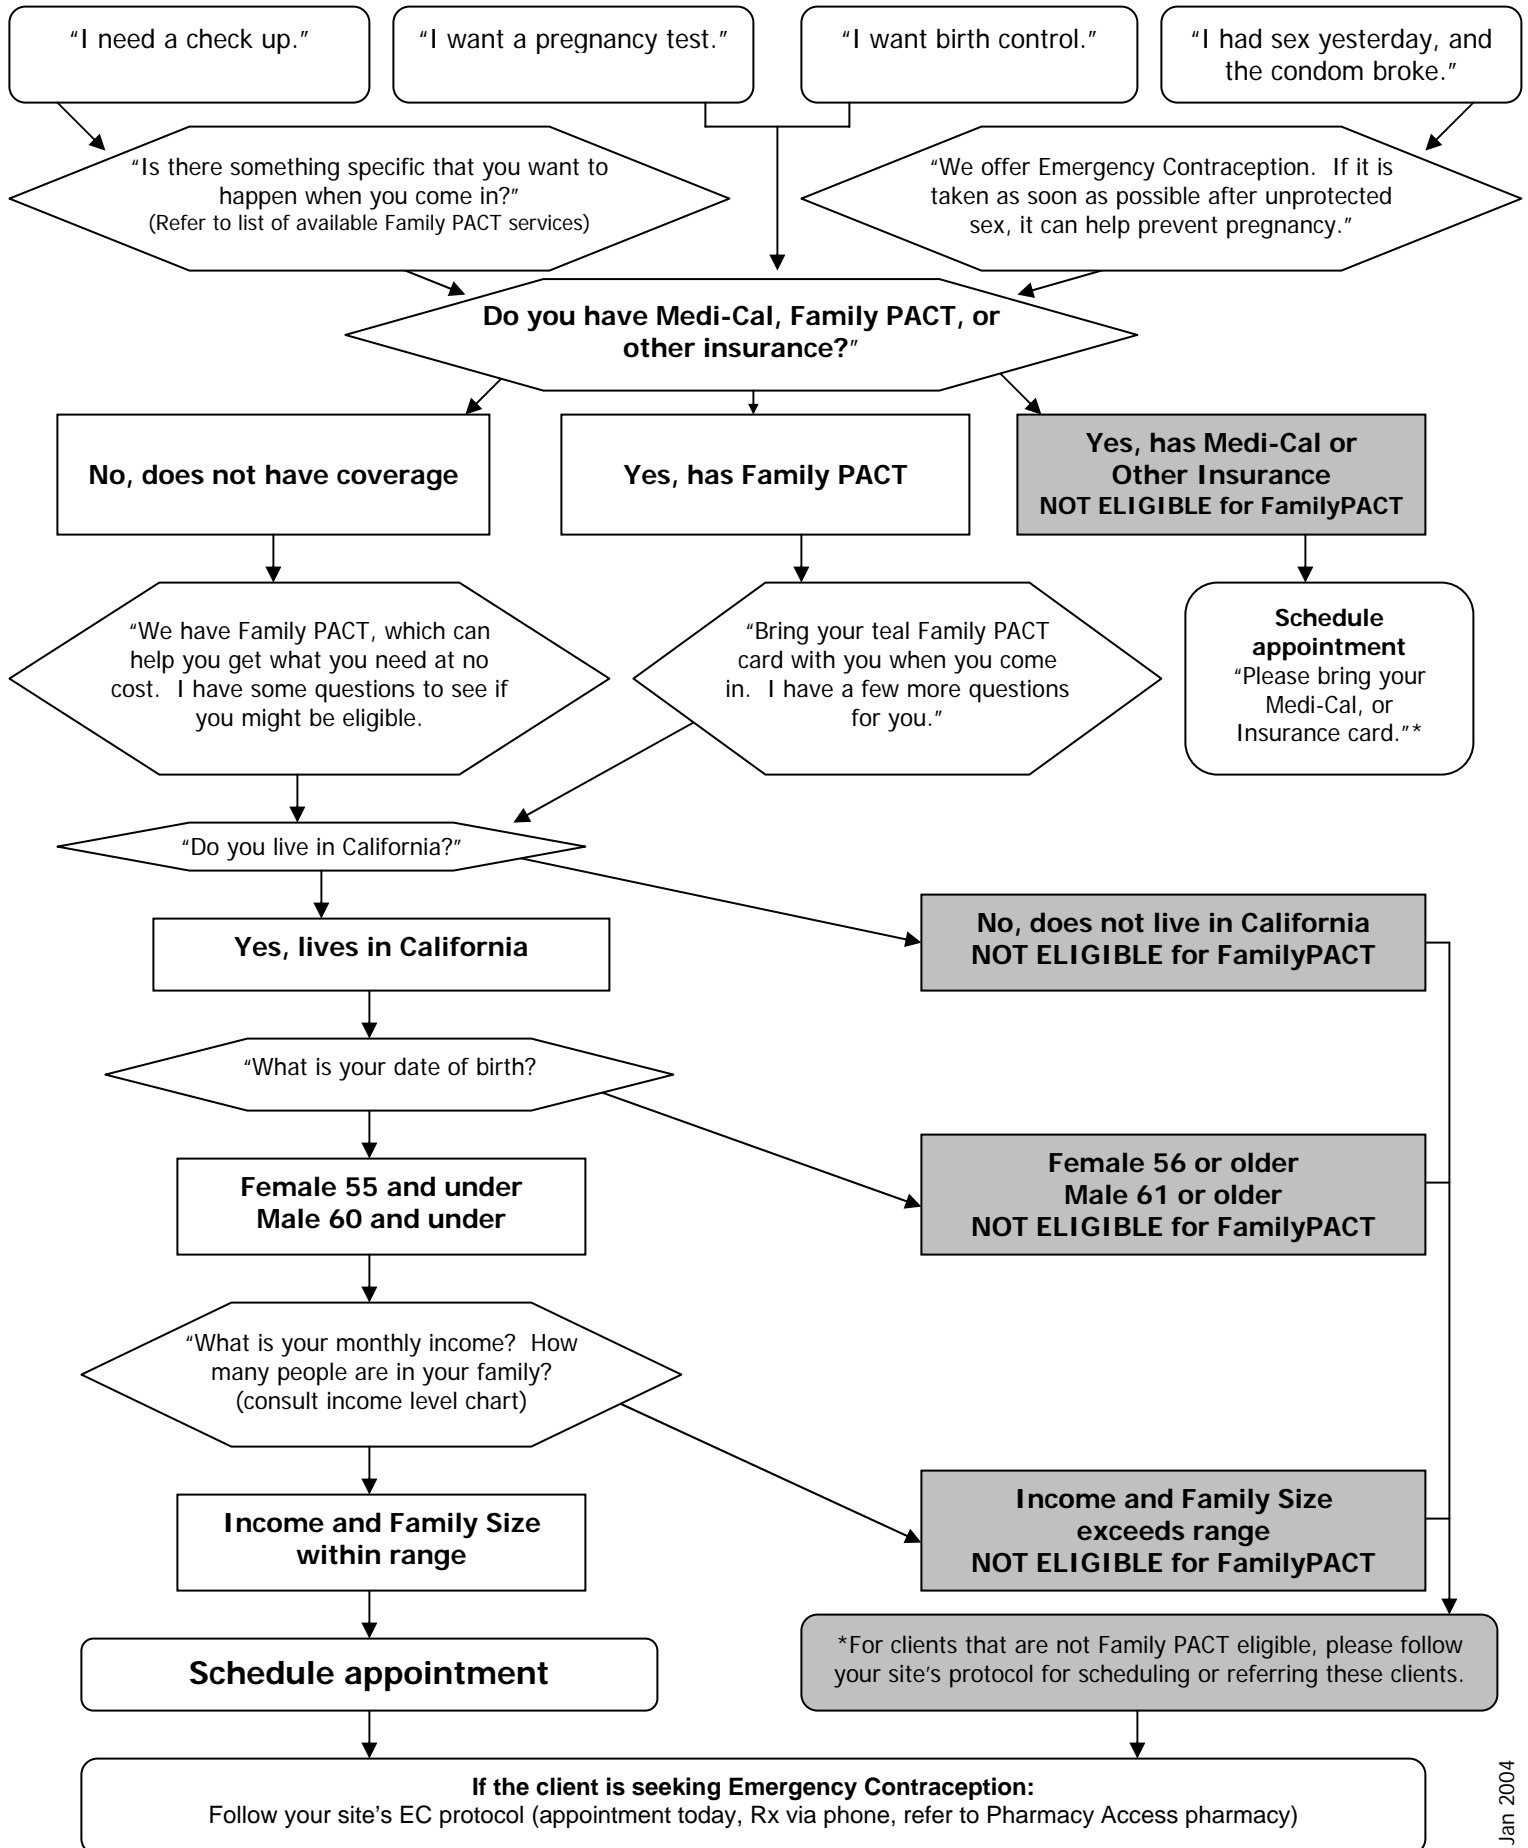 “I need a check up.”
“I want a pregnancy test.”
“I want birth control.”
“I had sex yesterday, and
the condom broke.”
“Is there something specific that you want to
happen when you come in?”
(Refer to list of available Family PACT services)
“We offer Emergency Contraception.  If it is
taken as soon as possible after unprotected
sex, it can help prevent pregnancy.”
Do you have Medi-Cal, Family PACT, or
other insurance?”
No, does not have coverage
Yes, has Family PACT
Yes, has Medi-Cal or
Other Insurance
NOT ELIGIBLE for FamilyPACT
“We have Family PACT, which can
help you get what you need at no
cost.  I have some questions to see if
you might be eligible.
“Bring your teal Family PACT
card with you when you come
in.  I have a few more questions
for you.”
Schedule
appointment
“Please bring your
Medi-Cal, or
Insurance card.”*
“Do you live in California?”
Yes, lives in California
No, does not live in California
NOT ELIGIBLE for FamilyPACT
“What is your date of birth?
Female 55 and under
Male 60 and under
Female 56 or older
Male 61 or older
NOT ELIGIBLE for FamilyPACT
“What is your monthly income?  How
many people are in your family?
(consult income level chart)
Income and Family Size
within range
Income and Family Size
exceeds range
NOT ELIGIBLE for FamilyPACT
Schedule appointment
*For clients that are not Family PACT eligible, please follow
your site’s protocol for scheduling or referring these clients.
If the client is seeking Emergency Contraception:
Follow your site’s EC protocol (appointment today, Rx via phone, refer to Pharmacy Access pharmacy)
Jan 2004